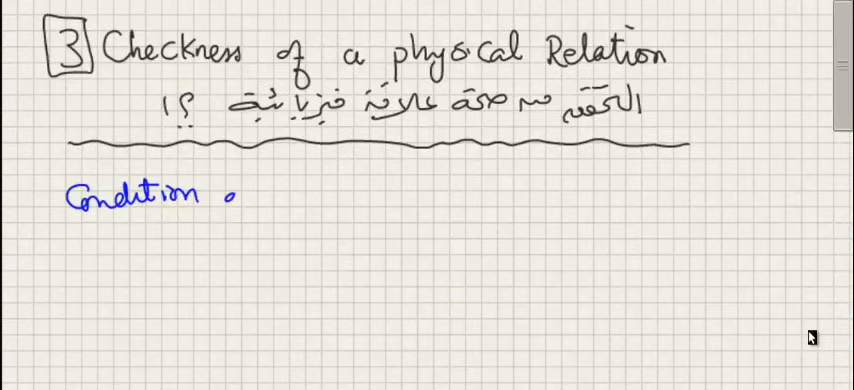 3 Checkness of a physical Relation
التحقق من صحة علاقة فيزيائية ؟!
Condition